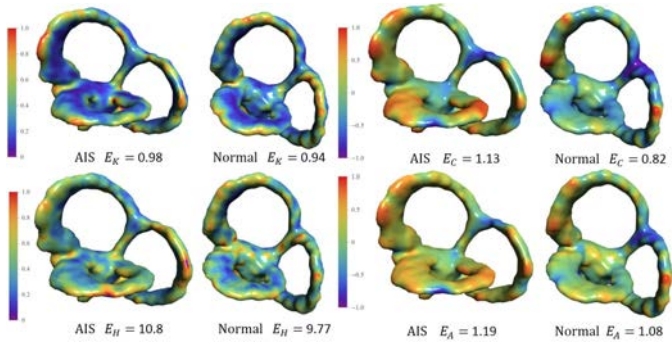 1.0
0.8
0.6
0.4
0.2
0
AIS E_K = 0.98
Normal E_K = 0.94
1.0
0.5
0
-0.5
-1.0
AIS E_C = 1.13
Normal E_C = 0.82
1.0
0.8
0.6
0.4
0.2
0
AIS E_H = 10.8
Normal E_H = 9.77
1.0
0.5
0
-0.5
-1.0
AIS E_A = 1.19
Normal E_A = 1.08